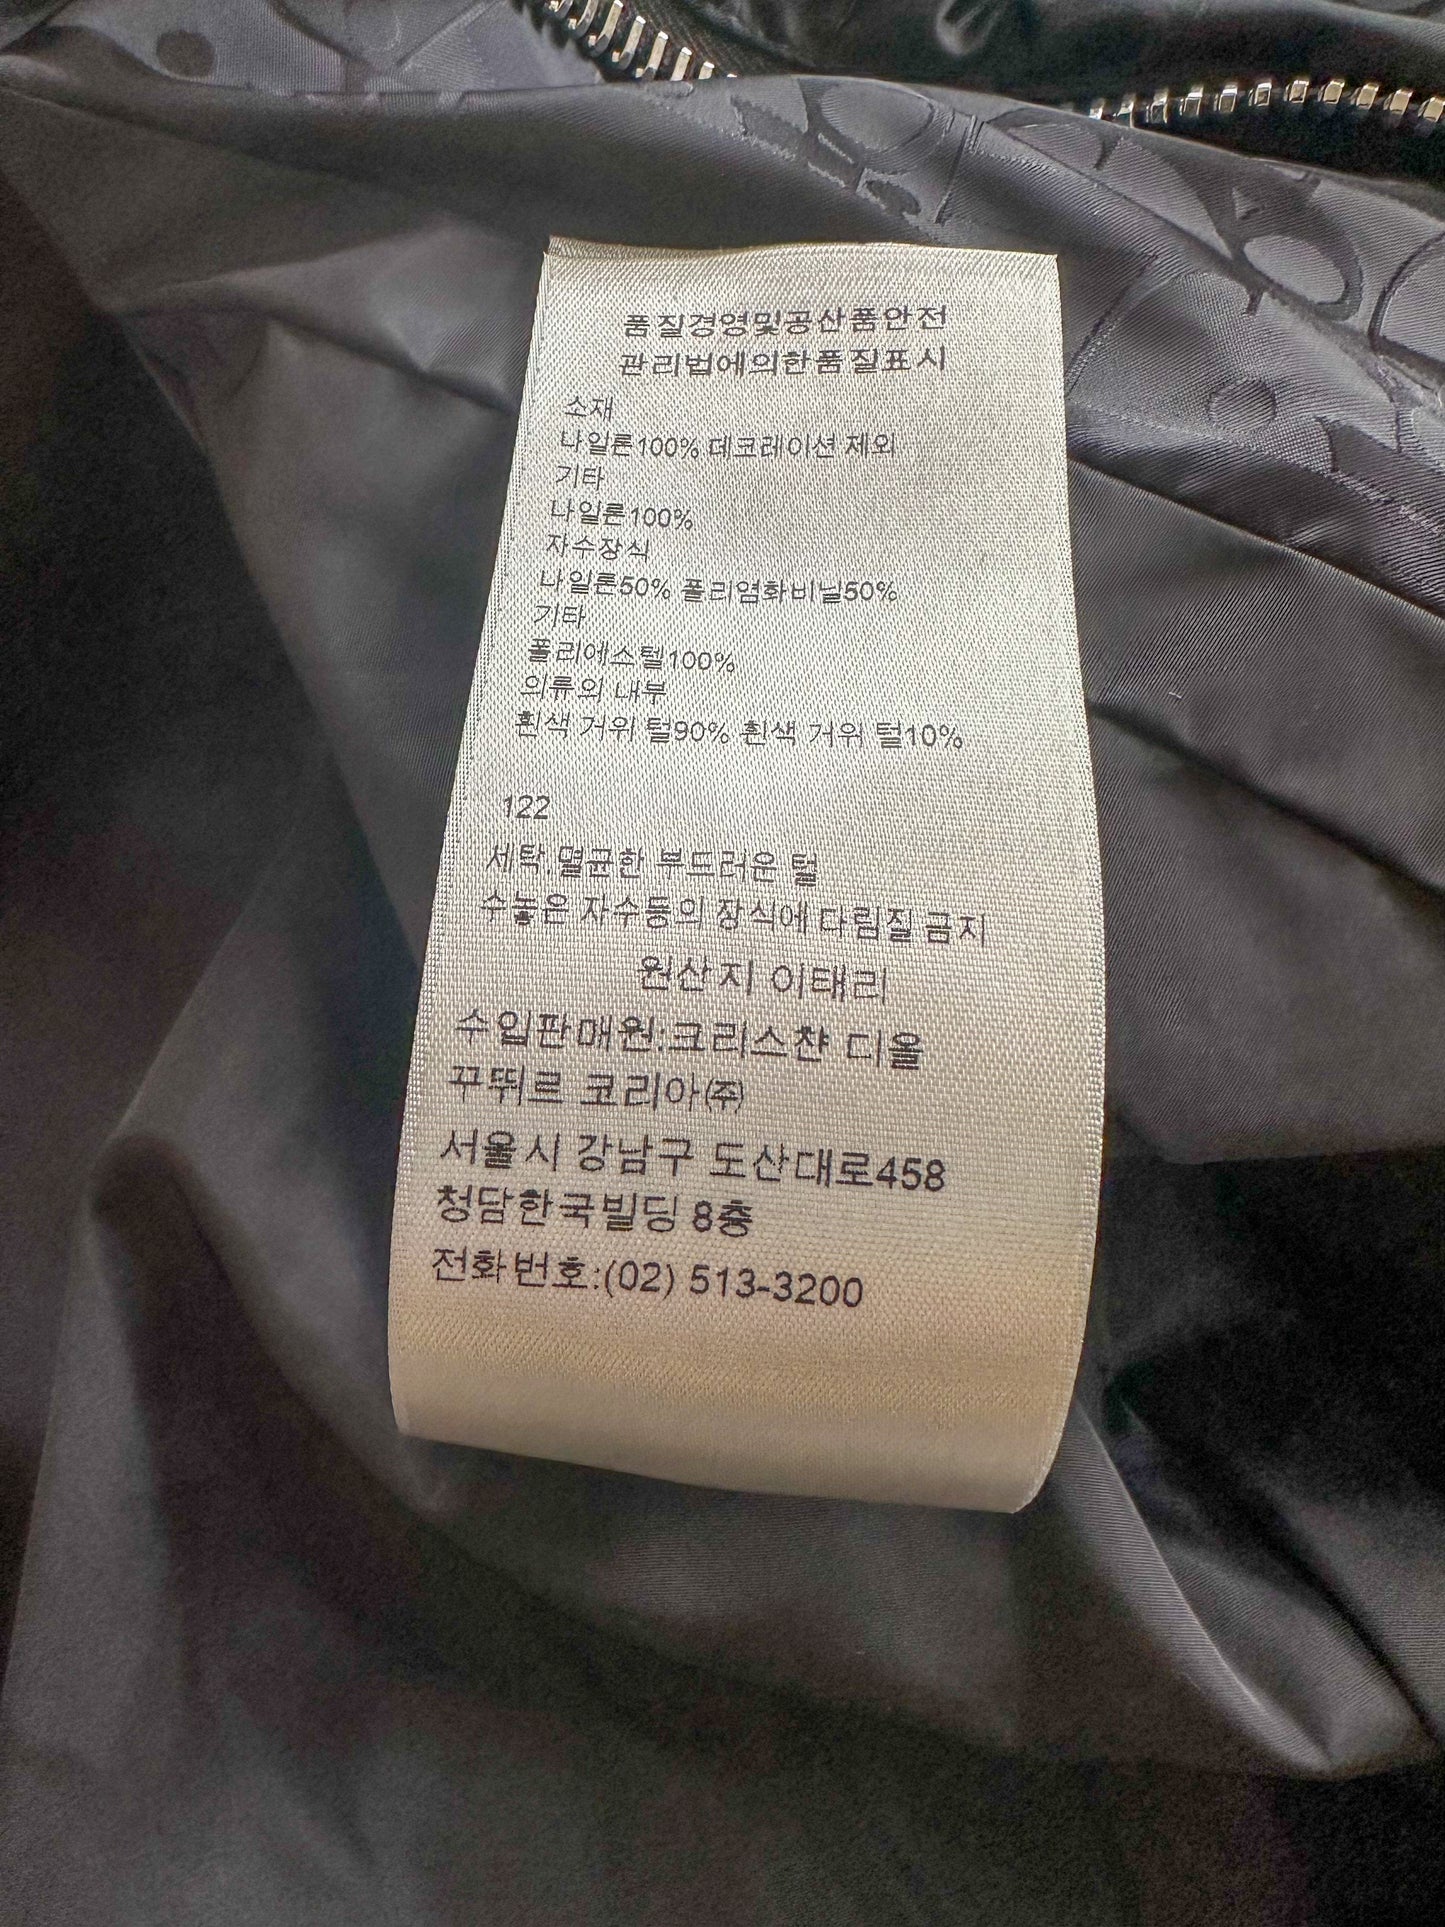 품질경영및공산품안전
관리법에의한품질표시
소재
나일론100% 데코레이션 제외
기타
나일론100%
자수장식
나일론50% 폴리염화비닐50%
기타
폴리에스텔100%
의류의 내부
흰색 거위 털90% 흰색 거위 털10%
122
세탁.멸균한 부드러운 털
수놓은 자수등의 장식에 다림질 금지
원산지 이태리
수입판매원:크리스챤 디올
꾸뛰르 코리아㈜
서울시 강남구 도산대로458
청담한국빌딩 8층
전화번호:(02) 513-3200